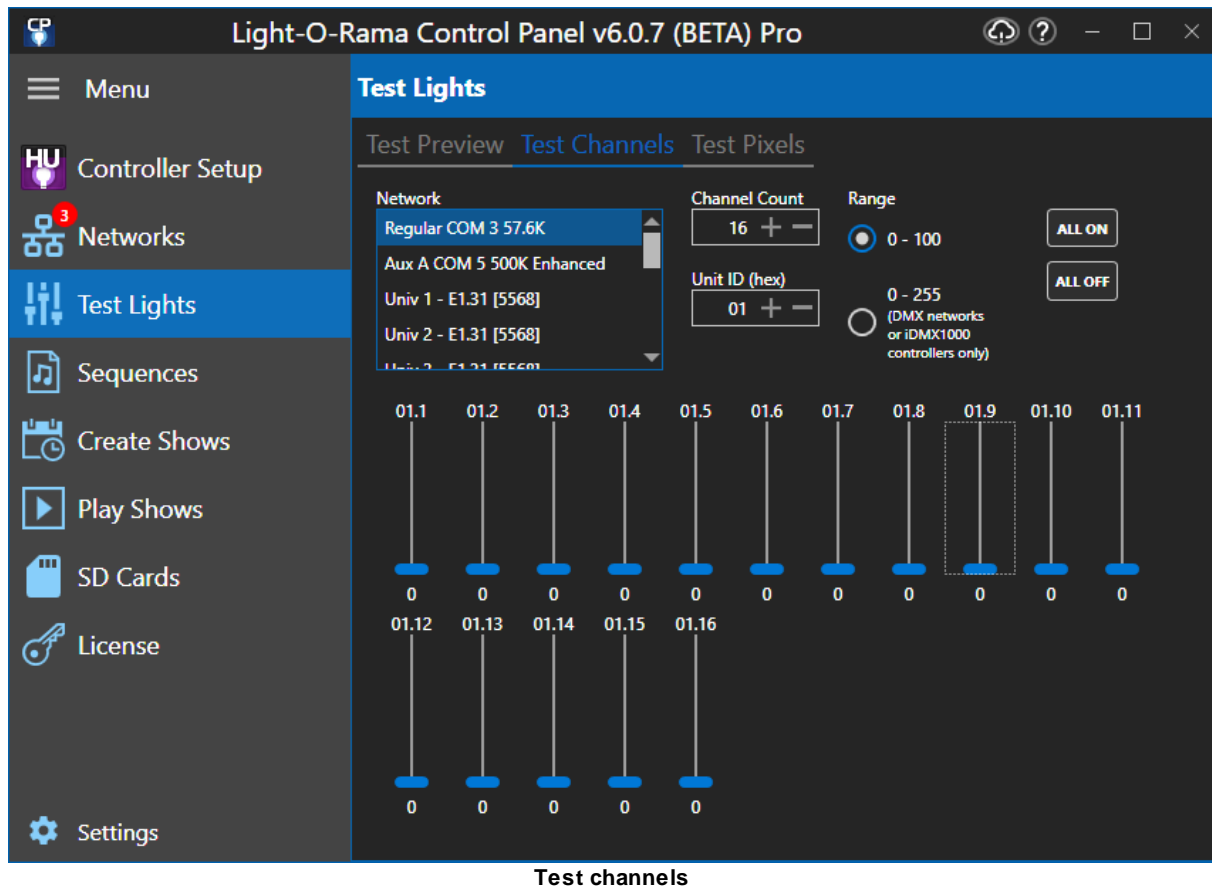 CP
Light-O-Rama Control Panel v6.0.7 (BETA) Pro
?
Menu
HU
Controller Setup
3
Networks
Test Lights
Sequences
Create Shows
Play Shows
SD Cards
License
Settings
Test Lights
Test Preview Test Channels Test Pixels
Network
Regular COM 3 57.6K
Aux A COM 5 500K Enhanced
Univ 1 - E1.31 [5568]
Univ 2 - E1.31 [5568]
Channel Count
16 + −
Unit ID (hex)
01 + −
Range
0 - 100
0 - 255
(DMX networks
or iDMX1000
controllers only)
ALL ON
ALL OFF
01.1 01.2 01.3 01.4 01.5 01.6 01.7 01.8 01.9 01.10 01.11
0 0 0 0 0 0 0 0 0 0 0
01.12 01.13 01.14 01.15 01.16
0 0 0 0 0
Test channels